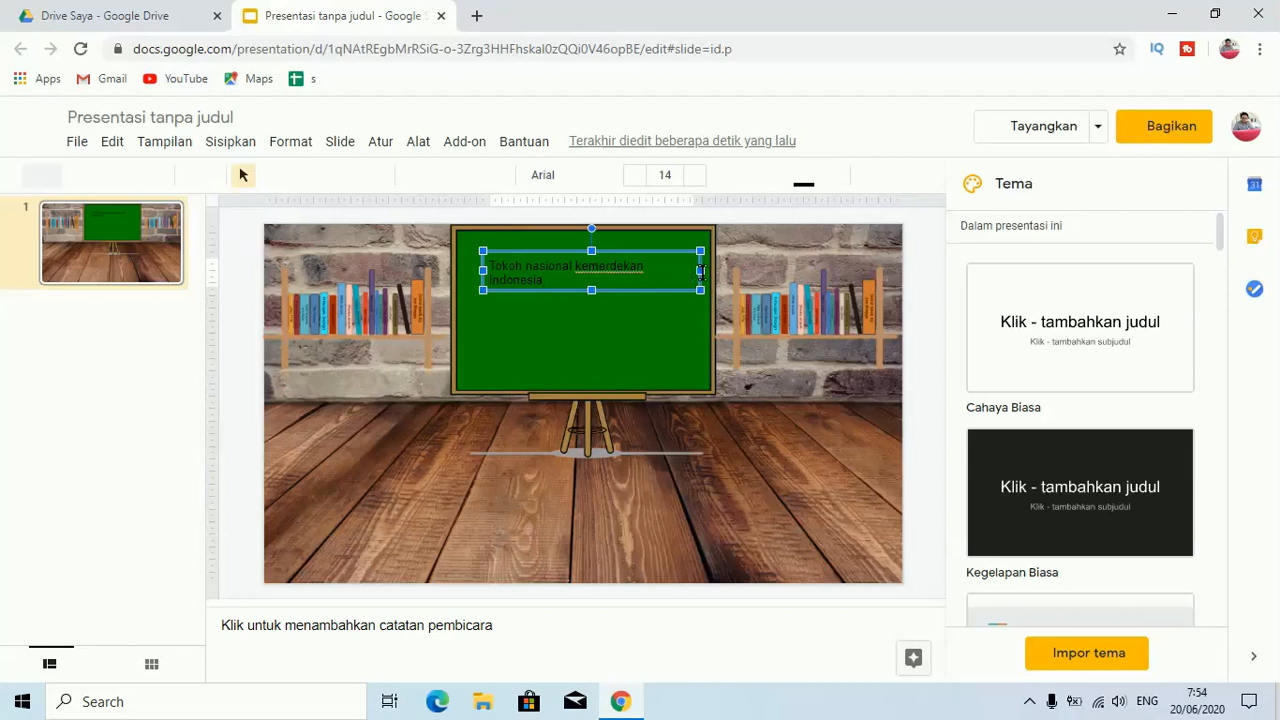 Drive Saya - Google Drive
Presentasi tanpa judul - Google S
docs.google.com/presentation/d/1qNAtREgbMrRSiG-o-3Zrg3HHFhskal0zQQi0V46opBE/edit#slide=id.p
Apps
Gmail
YouTube
Maps
s
Presentasi tanpa judul
File
Edit
Tampilan
Sisipkan
Format
Slide
Atur
Alat
Add-on
Bantuan
Terakhir diedit beberapa detik yang lalu
Tayangkan
Bagikan
Arial
14
Tema
1
Dalam presentasi ini
Tokoh nasional kemerdekan
Indonesia
Klik - tambahkan judul
Klik - tambahkan subjudul
Cahaya Biasa
Klik - tambahkan judul
Klik - tambahkan subjudul
Kegelapan Biasa
Klik untuk menambahkan catatan pembicara
Impor tema
Search
ENG
7:54
20/06/2020